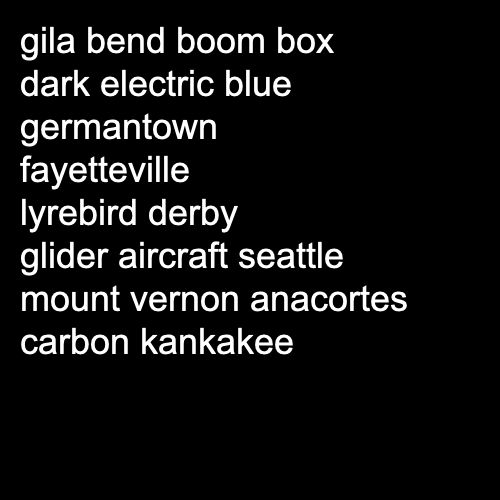 gila bend boom box
dark electric blue
germantown
fayetteville
lyrebird derby
glider aircraft seattle
mount vernon anacortes
carbon kankakee